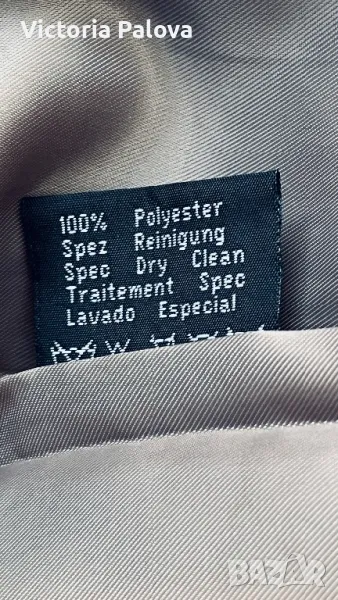 Victoria Palova
100% Polyester
Spez Reinigung
Spec Dry Clean
Traitement Spec
Lavado Especial
BAZAR